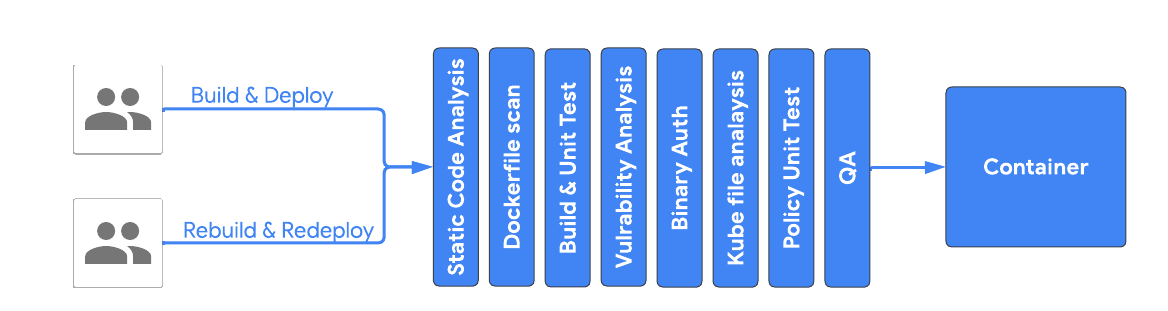 Build & Deploy
Rebuild & Redeploy
Static Code Analysis
Dockerfile scan
Build & Unit Test
Vulrability Analysis
Binary Auth
Kube file analaysis
Policy Unit Test
QA
Container